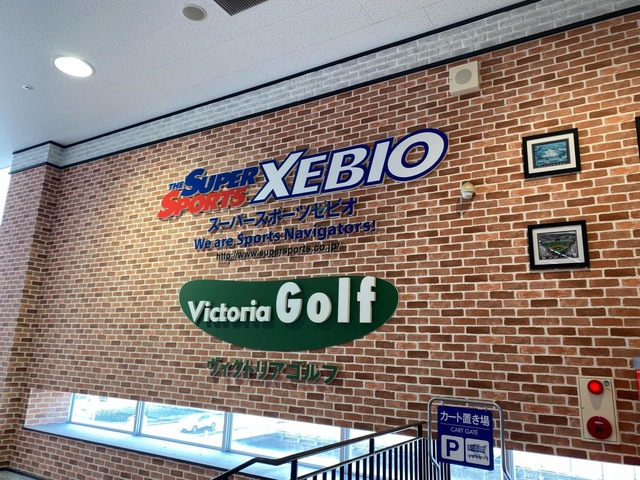 THE SUPER SPORTS XEBIO
スーパースポーツゼビオ
We are Sports Navigators!
http://www.supersports.co.jp/
Victoria Golf
ヴィクトリアゴルフ
カート置き場
CART GATE
P